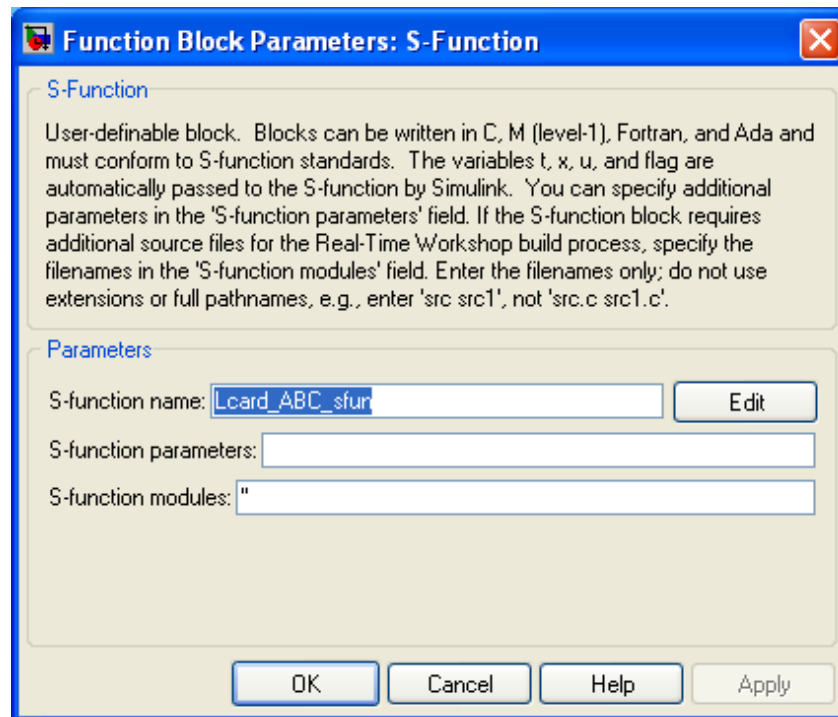 Function Block Parameters: S-Function
S-Function
User-definable block.  Blocks can be written in C, M (level-1), Fortran, and Ada and
must conform to S-function standards.  The variables t, x, u, and flag are
automatically passed to the S-function by Simulink.  You can specify additional
parameters in the 'S-function parameters' field. If the S-function block requires
additional source files for the Real-Time Workshop build process, specify the
filenames in the 'S-function modules' field. Enter the filenames only; do not use
extensions or full pathnames, e.g., enter 'src src1', not 'src.c src1.c'.
Parameters
S-function name: Lcard_ABC_sfun Edit
S-function parameters:
S-function modules: ''
OK Cancel Help Apply